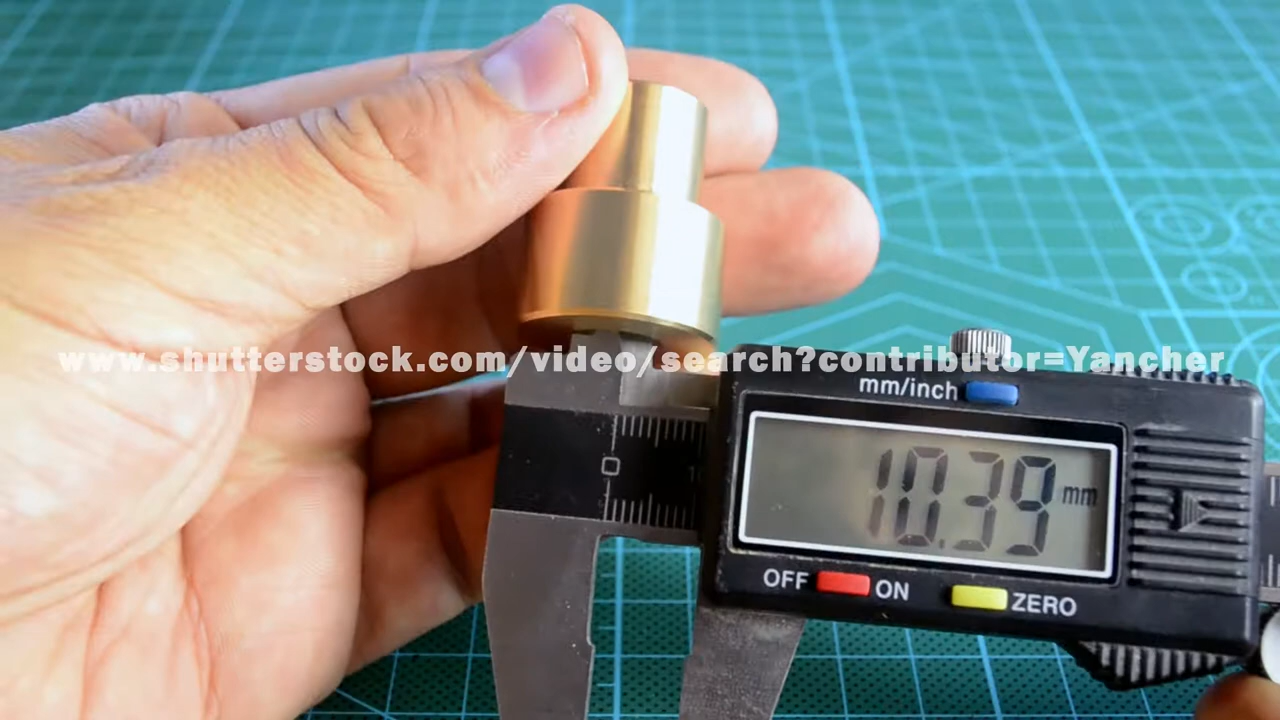 www.shutterstock.com/video/search?contributor=Yancher
mm/inch
10.39 mm
OFF ON ZERO
0